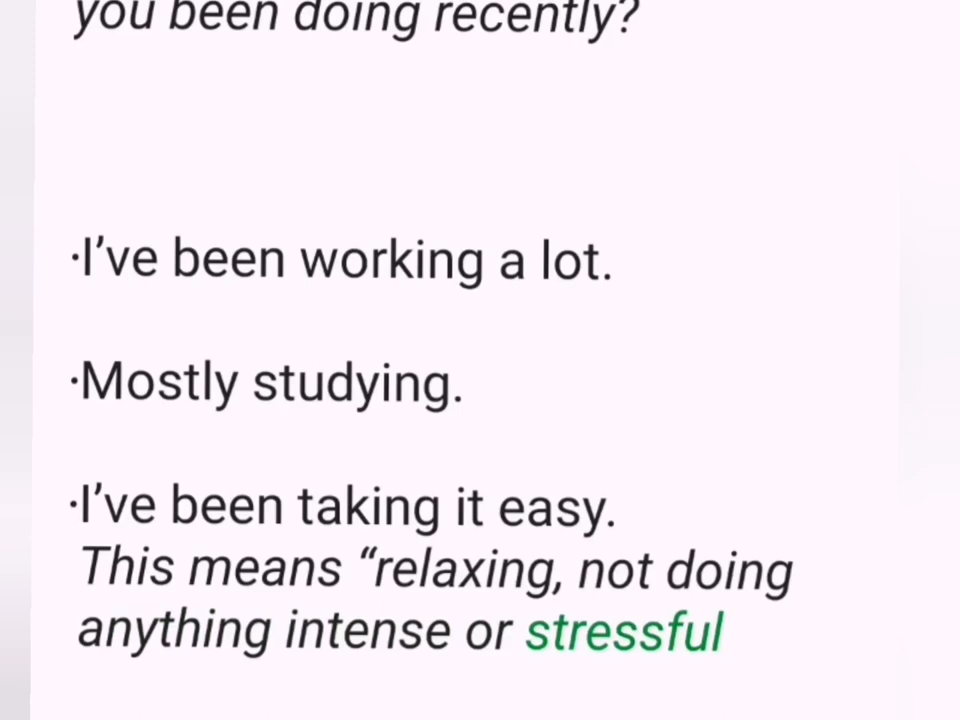 you been doing recently?
·I’ve been working a lot.
·Mostly studying.
·I’ve been taking it easy.
This means “relaxing, not doing
anything intense or stressful